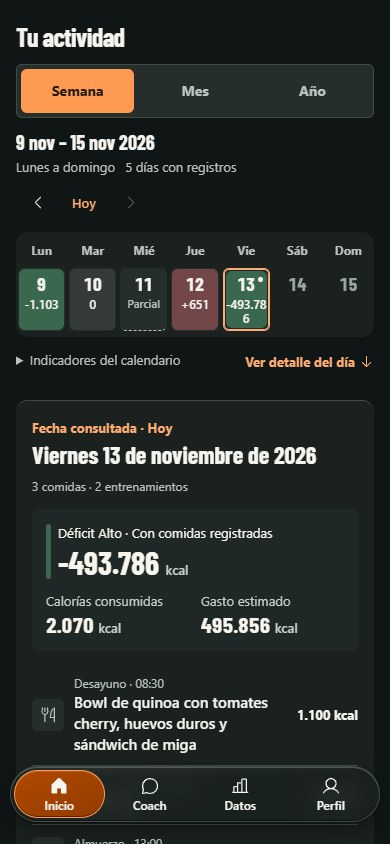 Tu actividad
Semana Mes Año
9 nov – 15 nov 2026
Lunes a domingo 5 días con registros
Hoy
Lun Mar Mié Jue Vie Sáb Dom
9 10 11 12 13 14 15
-1.103 0 Parcial +651 -493.78
6
Indicadores del calendario Ver detalle del día ↓
Fecha consultada · Hoy
Viernes 13 de noviembre de 2026
3 comidas · 2 entrenamientos
Déficit Alto · Con comidas registradas
-493.786 kcal
Calorías consumidas Gasto estimado
2.070 kcal 495.856 kcal
Desayuno · 08:30
Bowl de quinoa con tomates
cherry, huevos duros y
sándwich de miga
1.100 kcal
Inicio Coach Datos Perfil
Almuerzo · 13:00